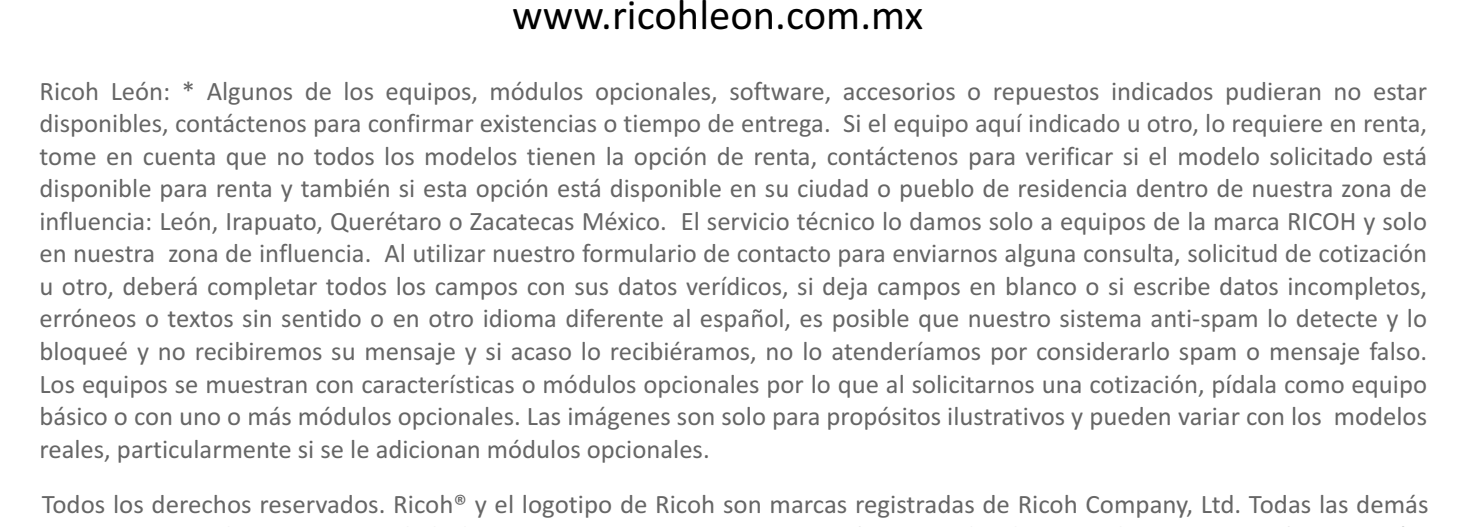 www.ricohleon.com.mx
Ricoh León: * Algunos de los equipos, módulos opcionales, software, accesorios o repuestos indicados pudieran no estar
disponibles, contáctenos para confirmar existencias o tiempo de entrega. Si el equipo aquí indicado u otro, lo requiere en renta,
tome en cuenta que no todos los modelos tienen la opción de renta, contáctenos para verificar si el modelo solicitado está
disponible para renta y también si esta opción está disponible en su ciudad o pueblo de residencia dentro de nuestra zona de
influencia: León, Irapuato, Querétaro o Zacatecas México. El servicio técnico lo damos solo a equipos de la marca RICOH y solo
en nuestra zona de influencia. Al utilizar nuestro formulario de contacto para enviarnos alguna consulta, solicitud de cotización
u otro, deberá completar todos los campos con sus datos verídicos, si deja campos en blanco o si escribe datos incompletos,
erróneos o textos sin sentido o en otro idioma diferente al español, es posible que nuestro sistema anti-spam lo detecte y lo
bloqueé y no recibiremos su mensaje y si acaso lo recibiéramos, no lo atenderíamos por considerarlo spam o mensaje falso.
Los equipos se muestran con características o módulos opcionales por lo que al solicitarnos una cotización, pídala como equipo
básico o con uno o más módulos opcionales. Las imágenes son solo para propósitos ilustrativos y pueden variar con los modelos
reales, particularmente si se le adicionan módulos opcionales.
Todos los derechos reservados. Ricoh® y el logotipo de Ricoh son marcas registradas de Ricoh Company, Ltd. Todas las demás